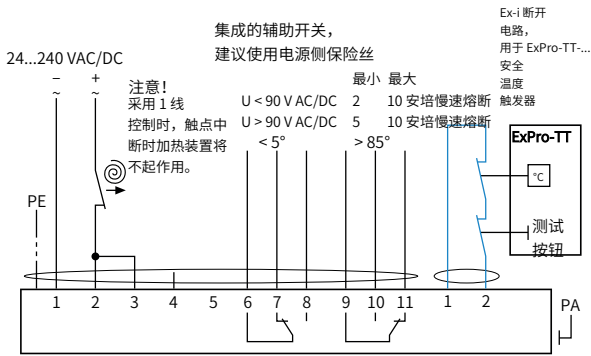 Ex-i 断开
电路，
用于 ExPro-TT-...
安全
温度
触发器
集成的辅助开关，
建议使用电源侧保险丝
24...240 VAC/DC
– +
~ ~
注意！
采用 1 线
控制时，触点中
断时加热装置将
不起作用。
最小 最大
U < 90 V AC/DC 2 10 安培慢速熔断
U > 90 V AC/DC 5 10 安培慢速熔断
< 5° > 85°
ExPro-TT
°C
测试
按钮
PE
1 2 3 4 5 6 7 8 9 10 11 1 2
PA